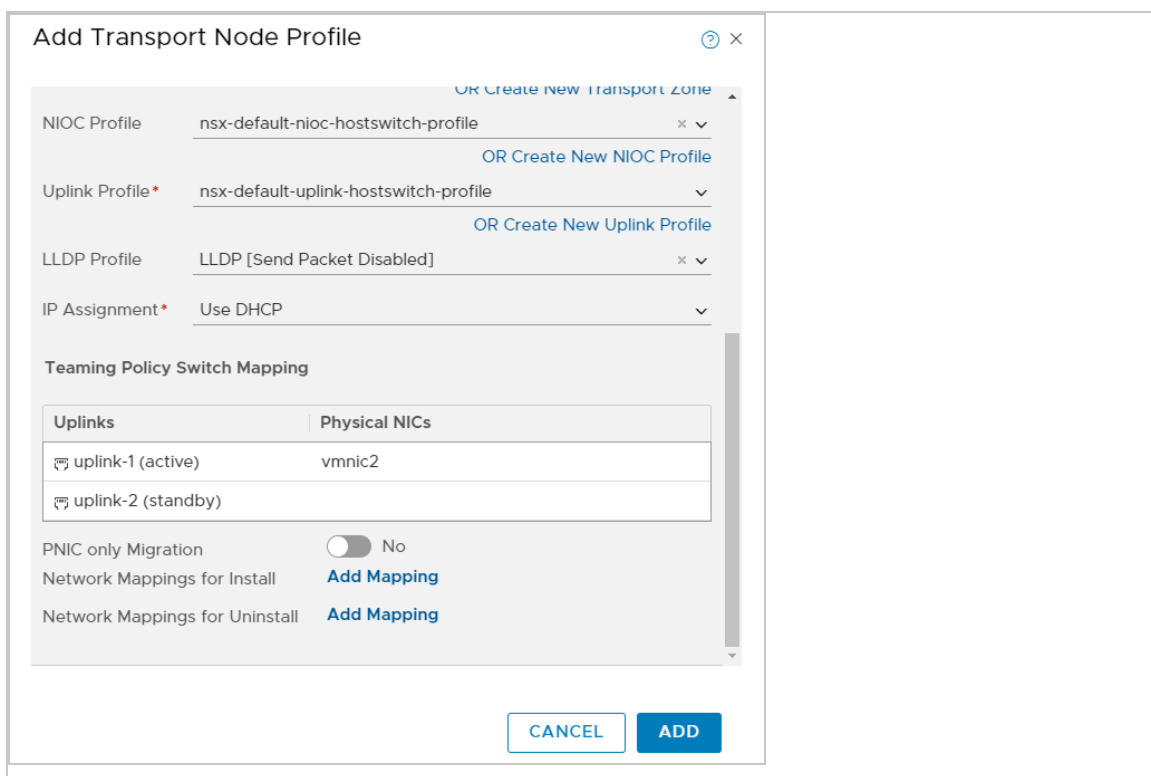 Add Transport Node Profile
OR Create New Transport Zone
NIOC Profile nsx-default-nioc-hostswitch-profile
OR Create New NIOC Profile
Uplink Profile* nsx-default-uplink-hostswitch-profile
OR Create New Uplink Profile
LLDP Profile LLDP [Send Packet Disabled]
IP Assignment* Use DHCP
Teaming Policy Switch Mapping
Uplinks Physical NICs
uplink-1 (active) vmnic2
uplink-2 (standby)
PNIC only Migration No
Network Mappings for Install Add Mapping
Network Mappings for Uninstall Add Mapping
CANCEL ADD